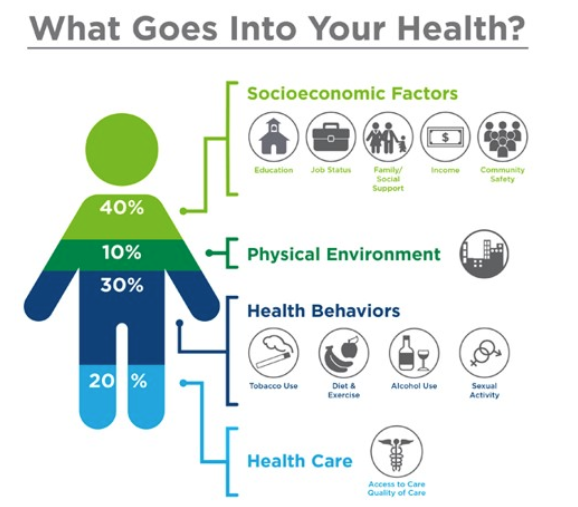 What Goes Into Your Health?
Socioeconomic Factors
Education
Job Status
Family/
Social
Support
Income
Community
Safety
40%
10%
Physical Environment
30%
Health Behaviors
Tobacco Use
Diet &
Exercise
Alcohol Use
Sexual
Activity
20 %
Health Care
Access to Care
Quality of Care
$